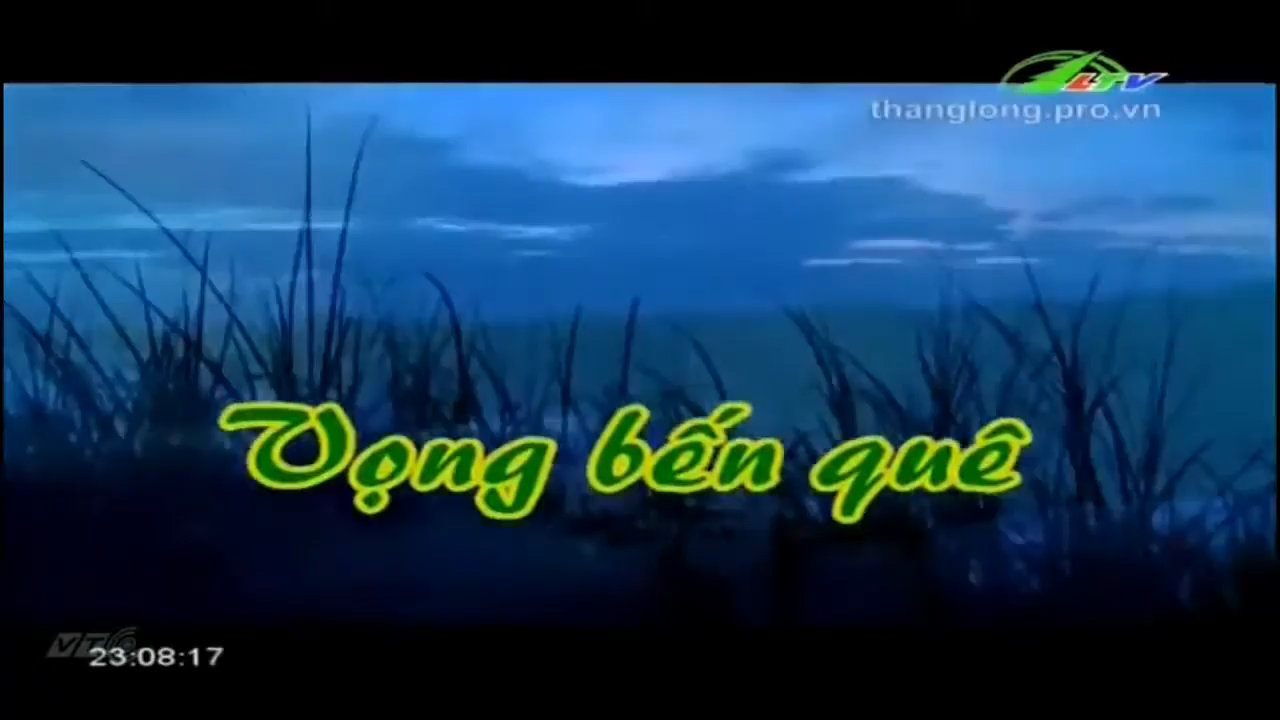 LTV
thanglong.pro.vn
Vọng bến quê
VTC
23:08:17